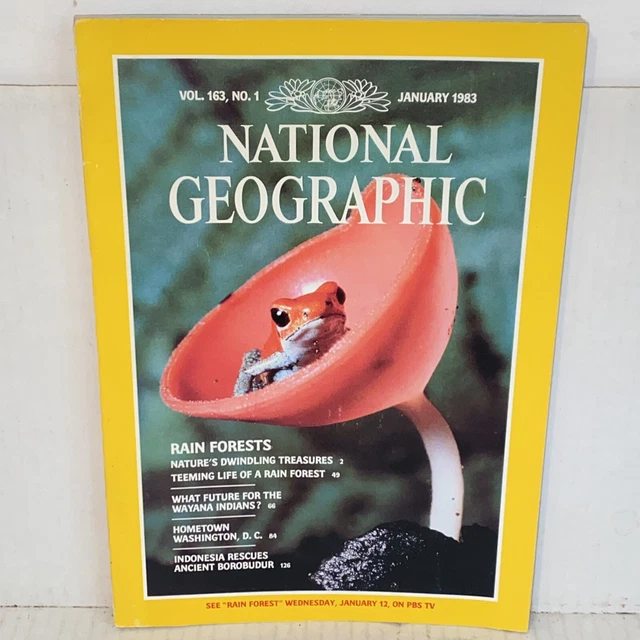 VOL. 163, NO. 1
JANUARY 1983
NATIONAL
GEOGRAPHIC
RAIN FORESTS
NATURE'S DWINDLING TREASURES 2
TEEMING LIFE OF A RAIN FOREST 49
WHAT FUTURE FOR THE
WAYANA INDIANS? 66
HOMETOWN
WASHINGTON, D. C. 84
INDONESIA RESCUES
ANCIENT BOROBUDUR 126
SEE "RAIN FOREST" WEDNESDAY, JANUARY 12, ON PBS TV